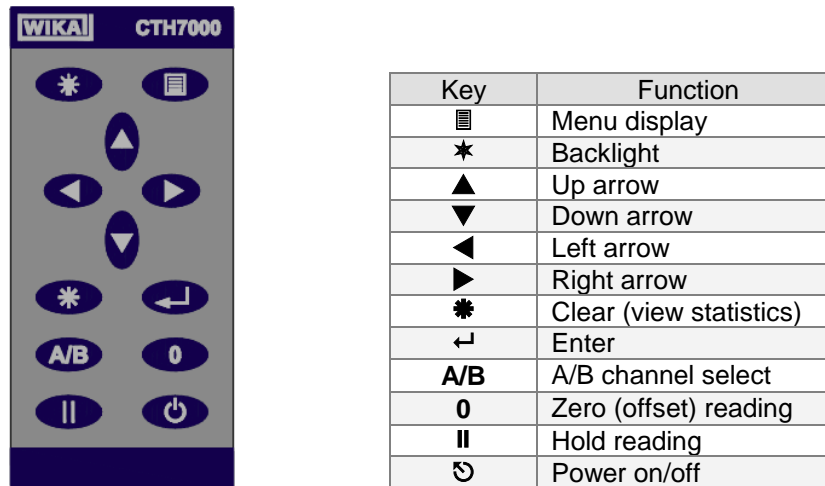 WIKA CTH7000
A/B 0
Key Function
Menu display
Backlight
▲ Up arrow
▼ Down arrow
◀ Left arrow
▶ Right arrow
Clear (view statistics)
↵ Enter
A/B A/B channel select
0 Zero (offset) reading
II Hold reading
Power on/off